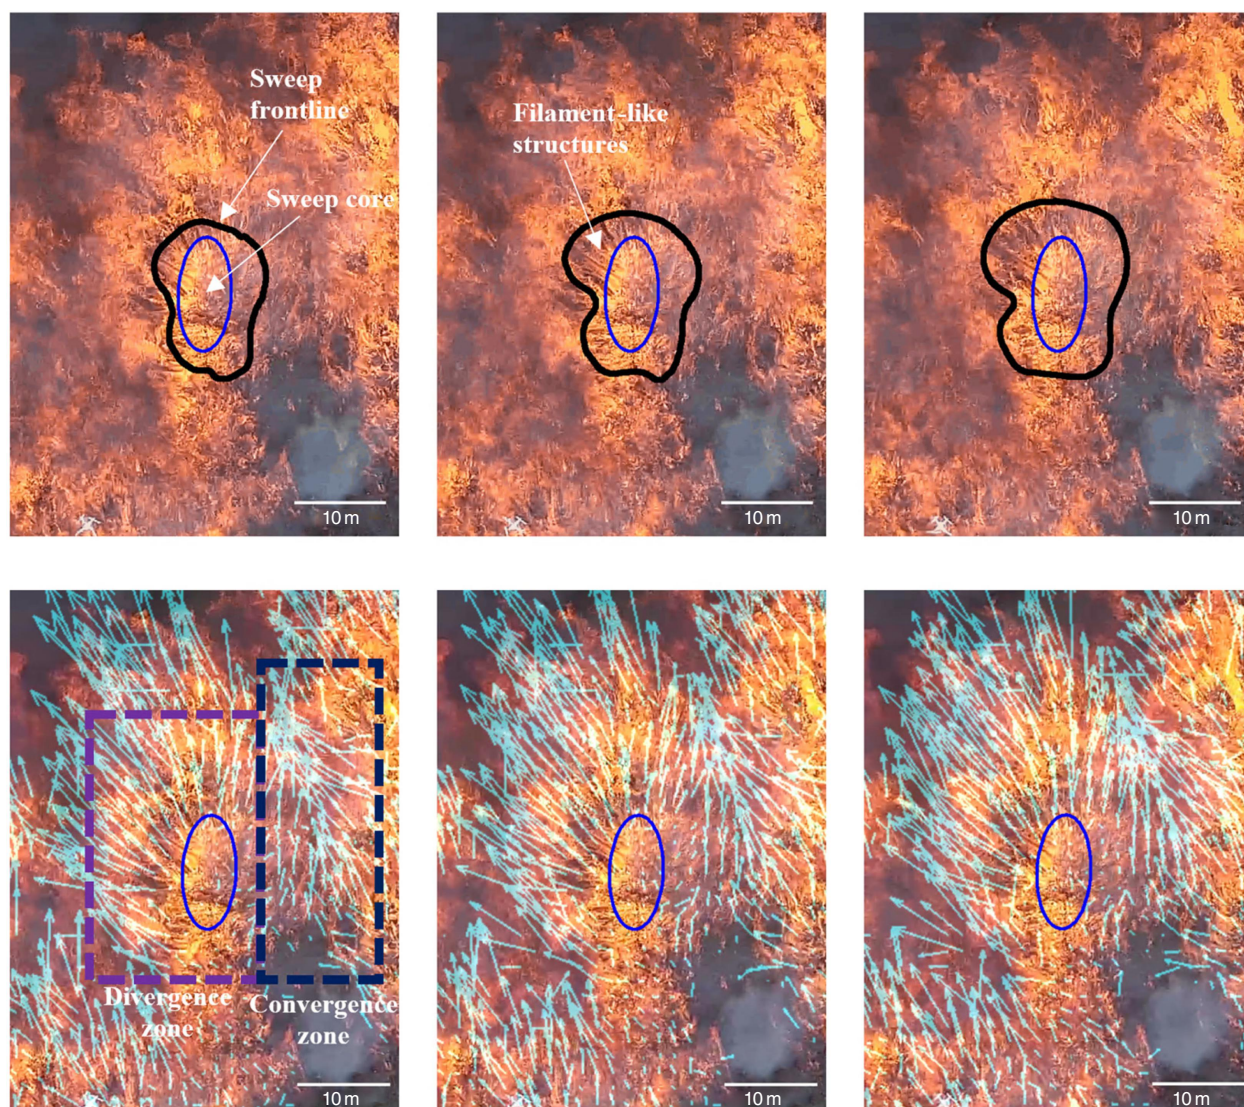 Sweep
frontline
Sweep core
Filament-like
structures
10 m
10 m
10 m
Divergence
zone
Convergence
zone
10 m
10 m
10 m